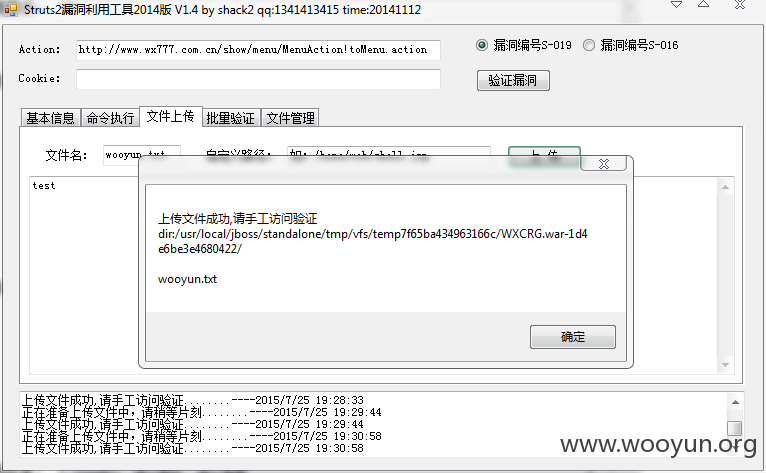 Struts2漏洞利用工具2014版 V1.4 by shack2 qq:1341413415 time:20141112
Action: http://www.wx777.com.cn/show/menu/MenuAction!toMenu.action 漏洞编号S-019 漏洞编号S-016
Cookie: 验证漏洞
基本信息 命令执行 文件上传 批量验证 文件管理
文件名: wooyun.txt 自定义路径: 如: /home/web/shell.jsp 上 传
test
上传文件成功,请手工访问验证
dir:/usr/local/jboss/standalone/tmp/vfs/temp7f65ba434963166c/WXCRG.war-1d4
e6be3e4680422/
wooyun.txt
确定
上传文件成功,请手工访问验证........----2015/7/25 19:28:33
正在准备上传文件中，请稍等片刻........----2015/7/25 19:29:44
上传文件成功,请手工访问验证........----2015/7/25 19:29:44
正在准备上传文件中，请稍等片刻........----2015/7/25 19:30:58
上传文件成功,请手工访问验证........----2015/7/25 19:30:58
www.wooyun.org